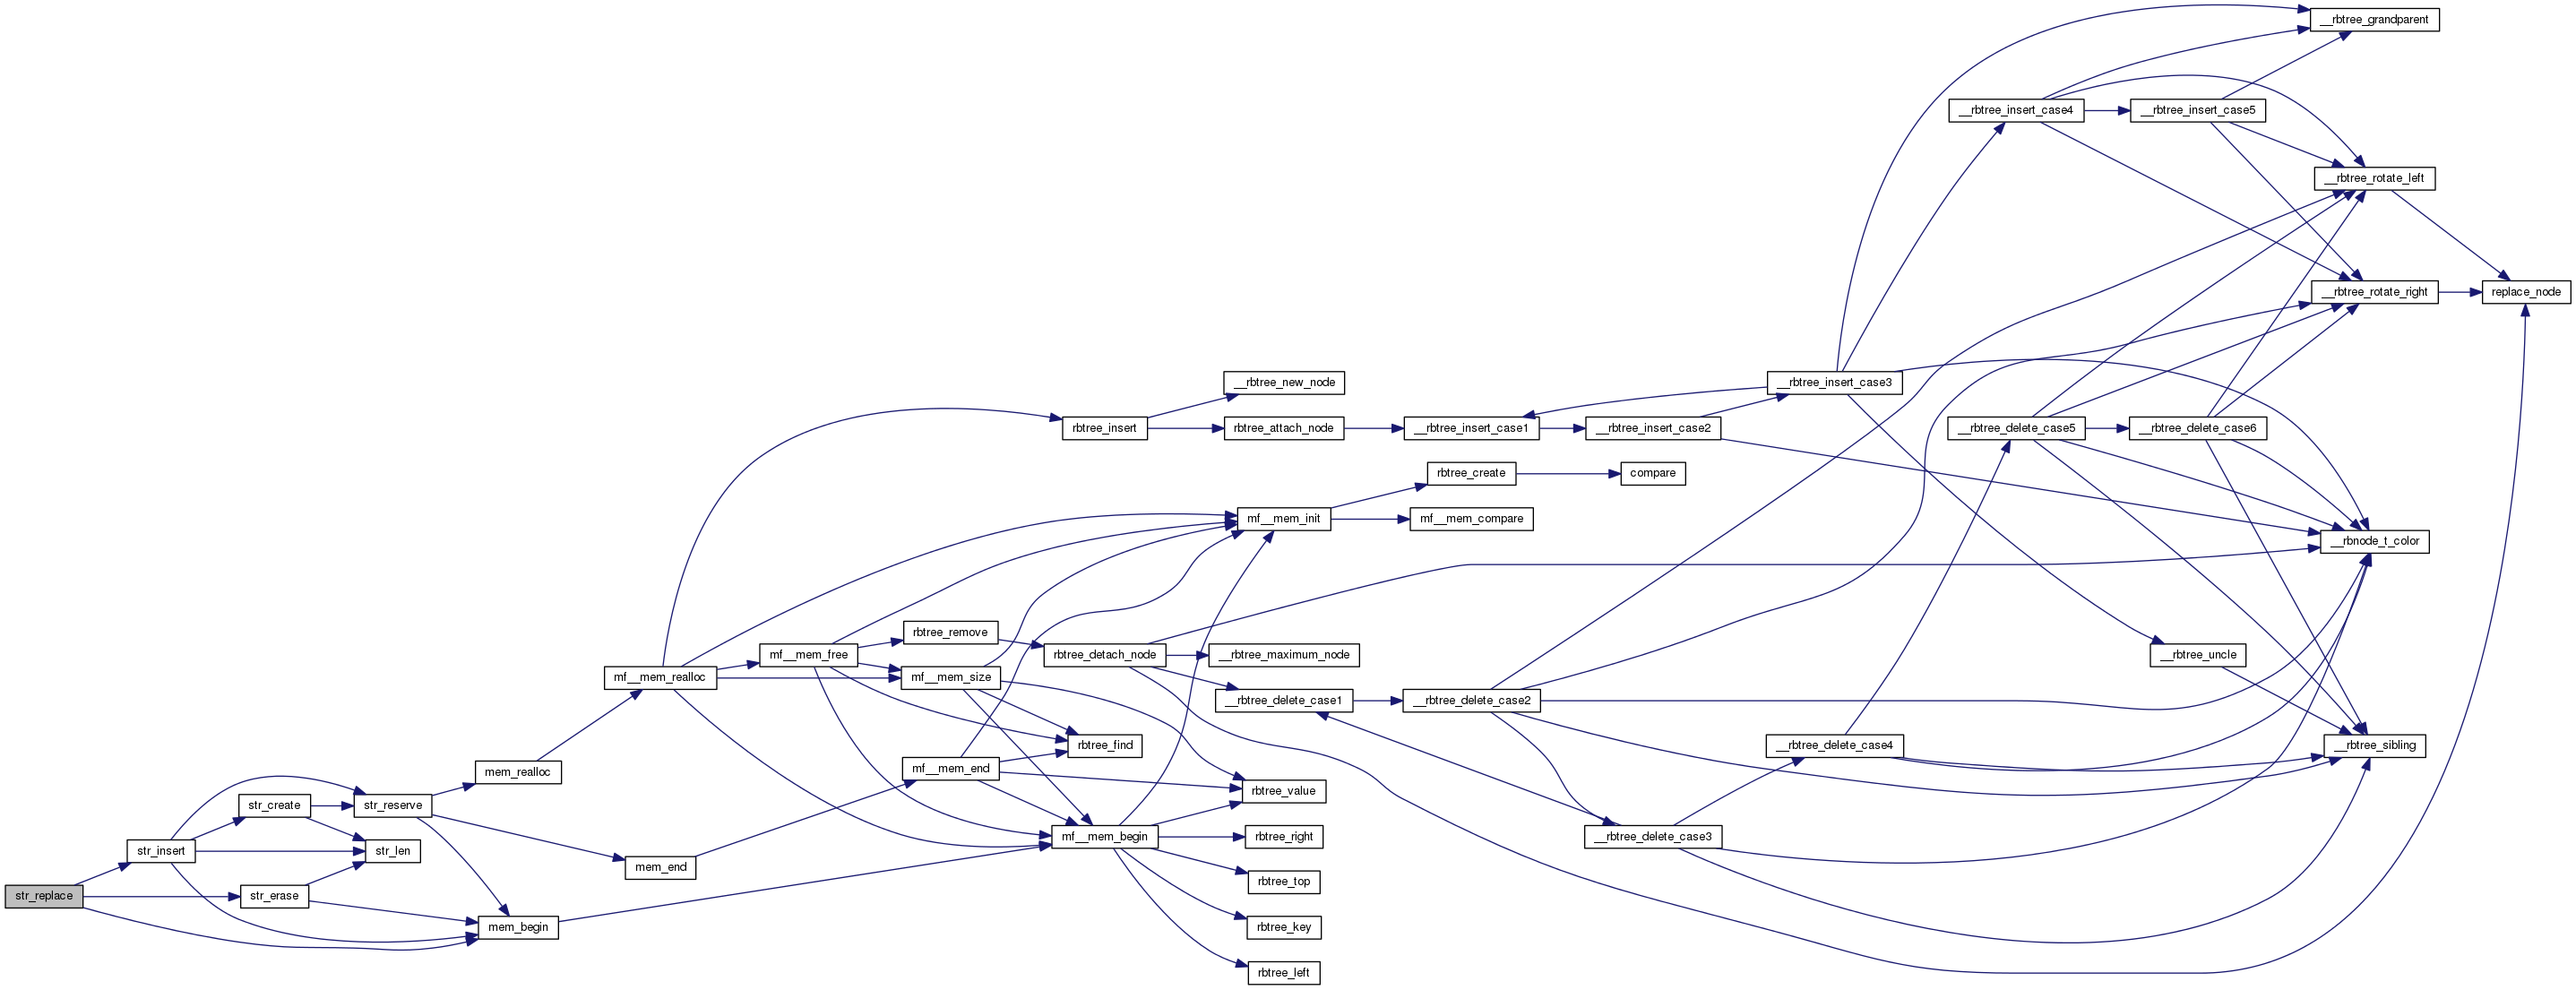 str_replace
str_insert
str_create
str_erase
str_reserve
str_len
mem_begin
mem_realloc
mem_end
mf__mem_realloc
mf__mem_free
mf__mem_size
mf__mem_end
mf__mem_begin
rbtree_remove
rbtree_insert
rbtree_detach_node
rbtree_find
__rbtree_new_node
rbtree_attach_node
mf__mem_init
__rbtree_maximum_node
__rbtree_delete_case1
rbtree_value
rbtree_right
rbtree_top
rbtree_key
rbtree_left
__rbtree_insert_case1
rbtree_create
mf__mem_compare
__rbtree_delete_case2
__rbtree_insert_case2
compare
__rbtree_delete_case3
__rbtree_insert_case3
__rbtree_delete_case4
__rbtree_insert_case4
__rbtree_delete_case5
__rbtree_insert_case5
__rbtree_delete_case6
__rbtree_uncle
__rbtree_grandparent
__rbtree_rotate_left
__rbtree_rotate_right
__rbnode_t_color
__rbtree_sibling
replace_node